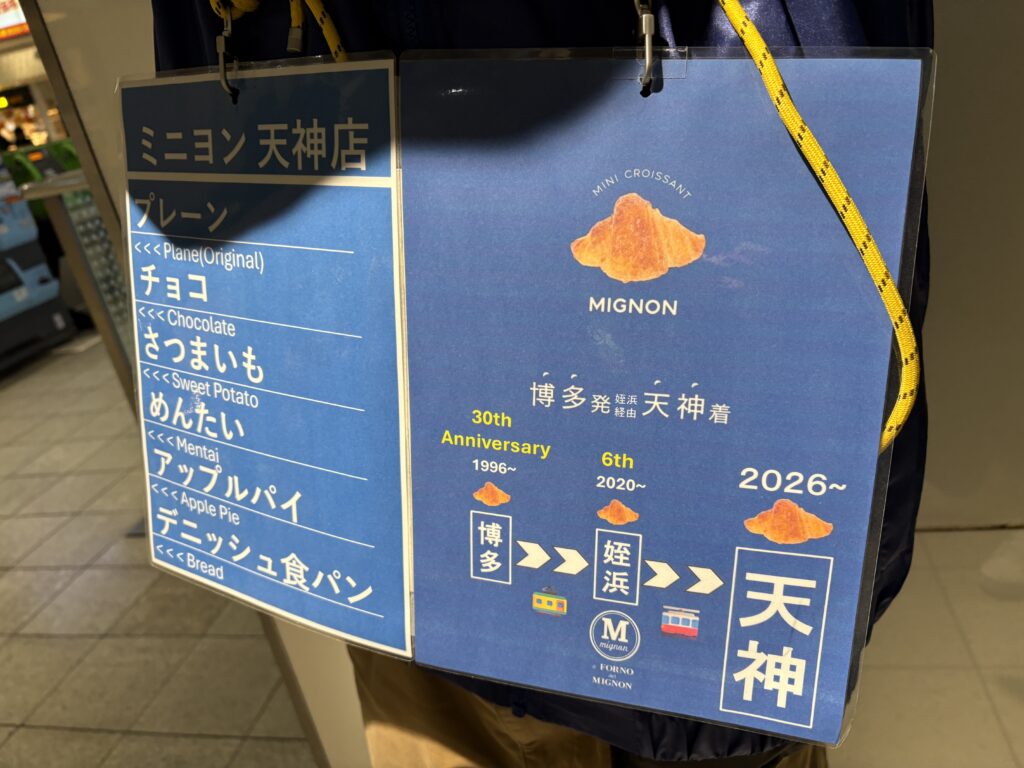 ミニヨン 天神店
プレーン
<<<Plane(Original)
チョコ
<<<Chocolate
さつまいも
<<<Sweet Potato
めんたい
<<<Mentai
アップルパイ
<<<Apple Pie
デニッシュ食パン
<<<Bread
MINI CROISSANT
MIGNON
博多発姪浜経由天神着
30th
Anniversary
1996~
博多
6th
2020~
姪浜
M
mignon
FORNO
MIGNON
2026~
天神